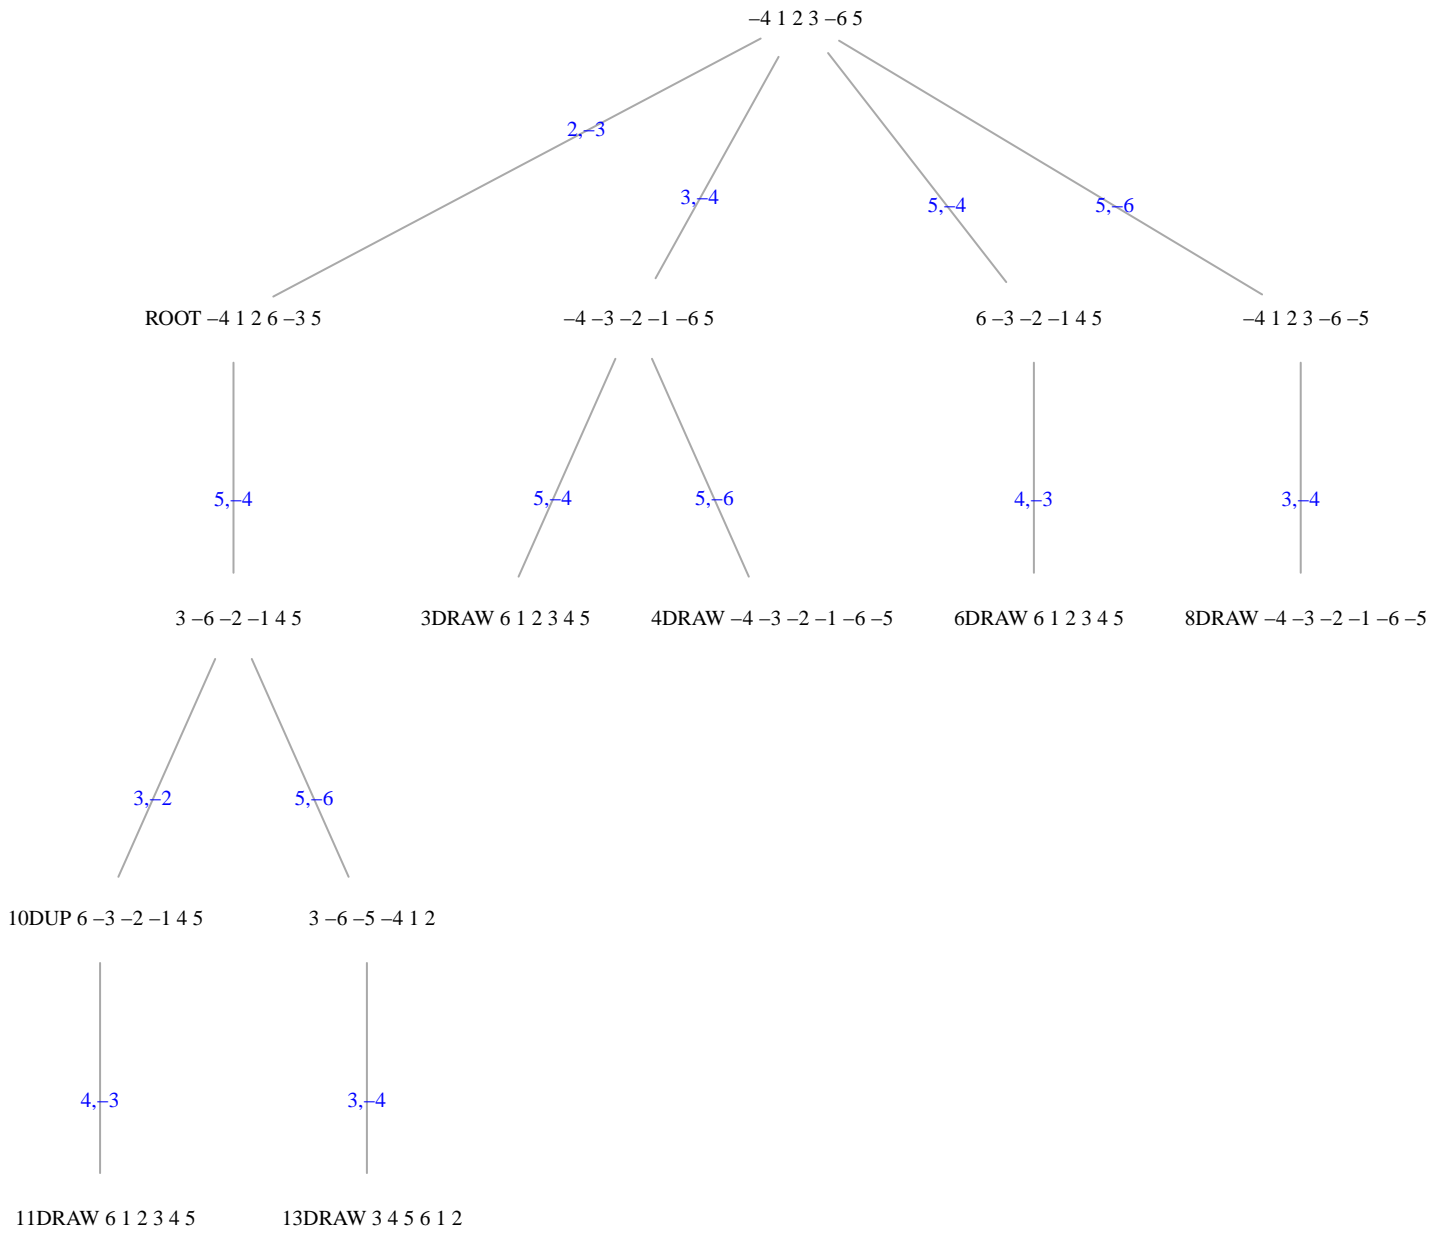 –4 1 2 3 –6 5
2,–3
3,–4
5,–4
5,–6
ROOT –4 1 2 6 –3 5
–4 –3 –2 –1 –6 5
6 –3 –2 –1 4 5
–4 1 2 3 –6 –5
5,–4
5,–4
5,–6
4,–3
3,–4
3 –6 –2 –1 4 5
3DRAW 6 1 2 3 4 5
4DRAW –4 –3 –2 –1 –6 –5
6DRAW 6 1 2 3 4 5
8DRAW –4 –3 –2 –1 –6 –5
3,–2
5,–6
10DUP 6 –3 –2 –1 4 5
3 –6 –5 –4 1 2
4,–3
3,–4
11DRAW 6 1 2 3 4 5
13DRAW 3 4 5 6 1 2